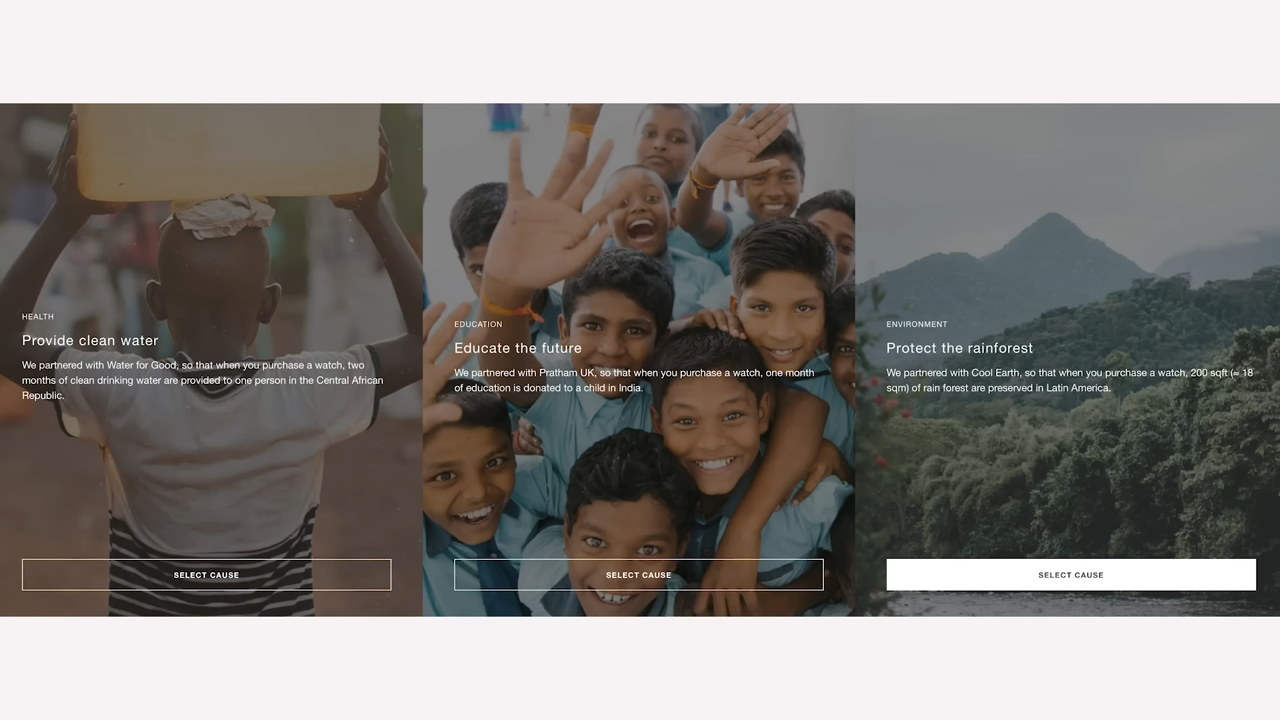 HEALTH
Provide clean water
We partnered with Water for Good, so that when you purchase a watch, two
months of clean drinking water are provided to one person in the Central African
Republic.
SELECT CAUSE
EDUCATION
Educate the future
We partnered with Pratham UK, so that when you purchase a watch, one month
of education is donated to a child in India.
SELECT CAUSE
ENVIRONMENT
Protect the rainforest
We partnered with Cool Earth, so that when you purchase a watch, 200 sqft (= 18
sqm) of rain forest are preserved in Latin America.
SELECT CAUSE